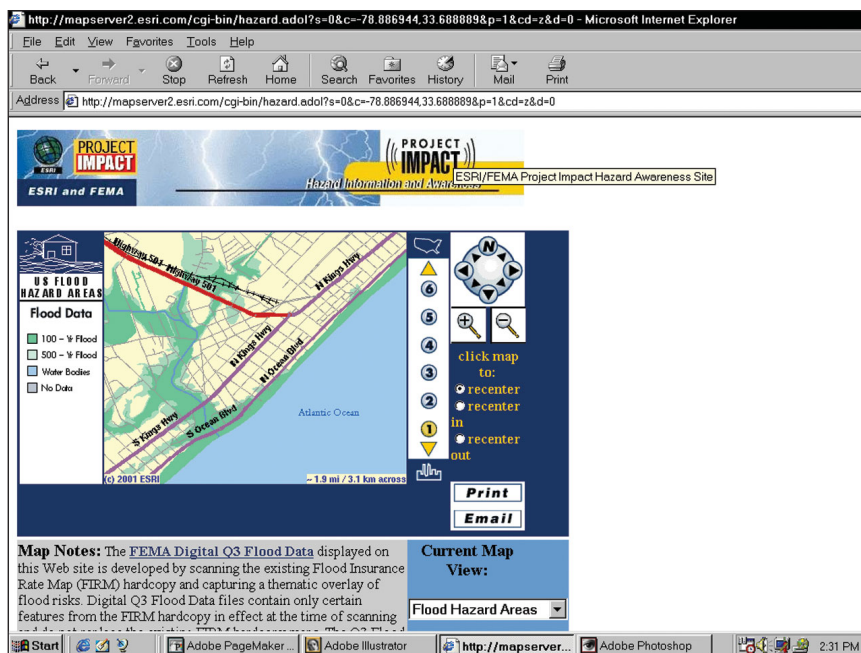 http://mapserver2.esri.com/cgi-bin/hazard.adol?s=0&c=-78.886944,33.688889&p=1&cd=z&d=0 - Microsoft Internet Explorer
File Edit View Favorites Tools Help
Back Forward Stop Refresh Home Search Favorites History Mail Print
Address http://mapserver2.esri.com/cgi-bin/hazard.adol?s=0&c=-78.886944,33.688889&p=1&cd=z&d=0
ESRI
PROJECT
IMPACT
ESRI and FEMA
PROJECT
IMPACT
Hazard Information and Awareness
ESRI/FEMA Project Impact Hazard Awareness Site
US FLOOD
HAZARD AREAS
Flood Data
100 - Yr Flood
500 - Yr Flood
Water Bodies
No Data
Highway 501 Highway 501
N Kings Hwy
N Kings Hwy
N Ocean Blvd
S Kings Hwy
S Ocean Blvd
Atlantic Ocean
(c) 2001 ESRI
~ 1.9 mi / 3.1 km across
6
5
4
3
2
1
N
click map
to:
recenter
recenter
in
recenter
out
Print
Email
Map Notes: The FEMA Digital Q3 Flood Data displayed on
this Web site is developed by scanning the existing Flood Insurance
Rate Map (FIRM) hardcopy and capturing a thematic overlay of
flood risks. Digital Q3 Flood Data files contain only certain
features from the FIRM hardcopy in effect at the time of scanning
Current Map
View:
Flood Hazard Areas
Start Adobe PageMaker ... Adobe Illustrator http://mapserver... Adobe Photoshop 2:31 PM